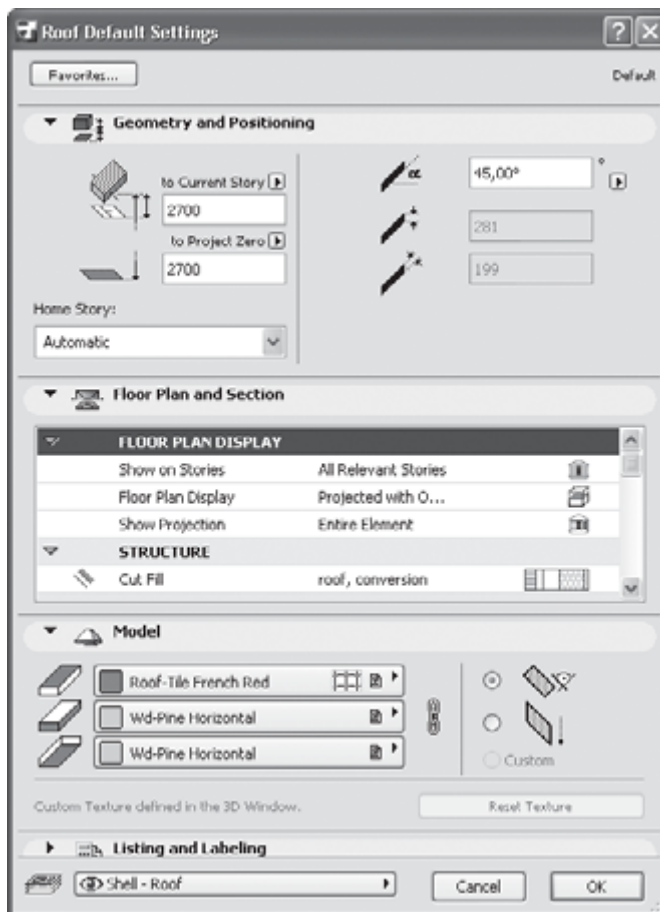 Roof Default Settings
Favorites...
Default
Geometry and Positioning
to Current Story
2700
to Project Zero
2700
Home Story:
Automatic
α
45,00°
°
281
199
Floor Plan and Section
FLOOR PLAN DISPLAY
Show on Stories All Relevant Stories
Floor Plan Display Projected with O...
Show Projection Entire Element
STRUCTURE
Cut Fill roof, conversion
Model
Roof-Tile French Red
Wd-Pine Horizontal
Wd-Pine Horizontal
Custom
Custom Texture defined in the 3D Window. Reset Texture
Listing and Labeling
Shell - Roof
Cancel OK